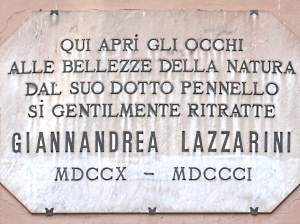 QUI APRÌ GLI OCCHI
ALLE BELLEZZE DELLA NATURA
DAL SUO DOTTO PENNELLO
SÌ GENTILMENTE RITRATTE
GIANNANDREA LAZZARINI
MDCCX – MDCCCI